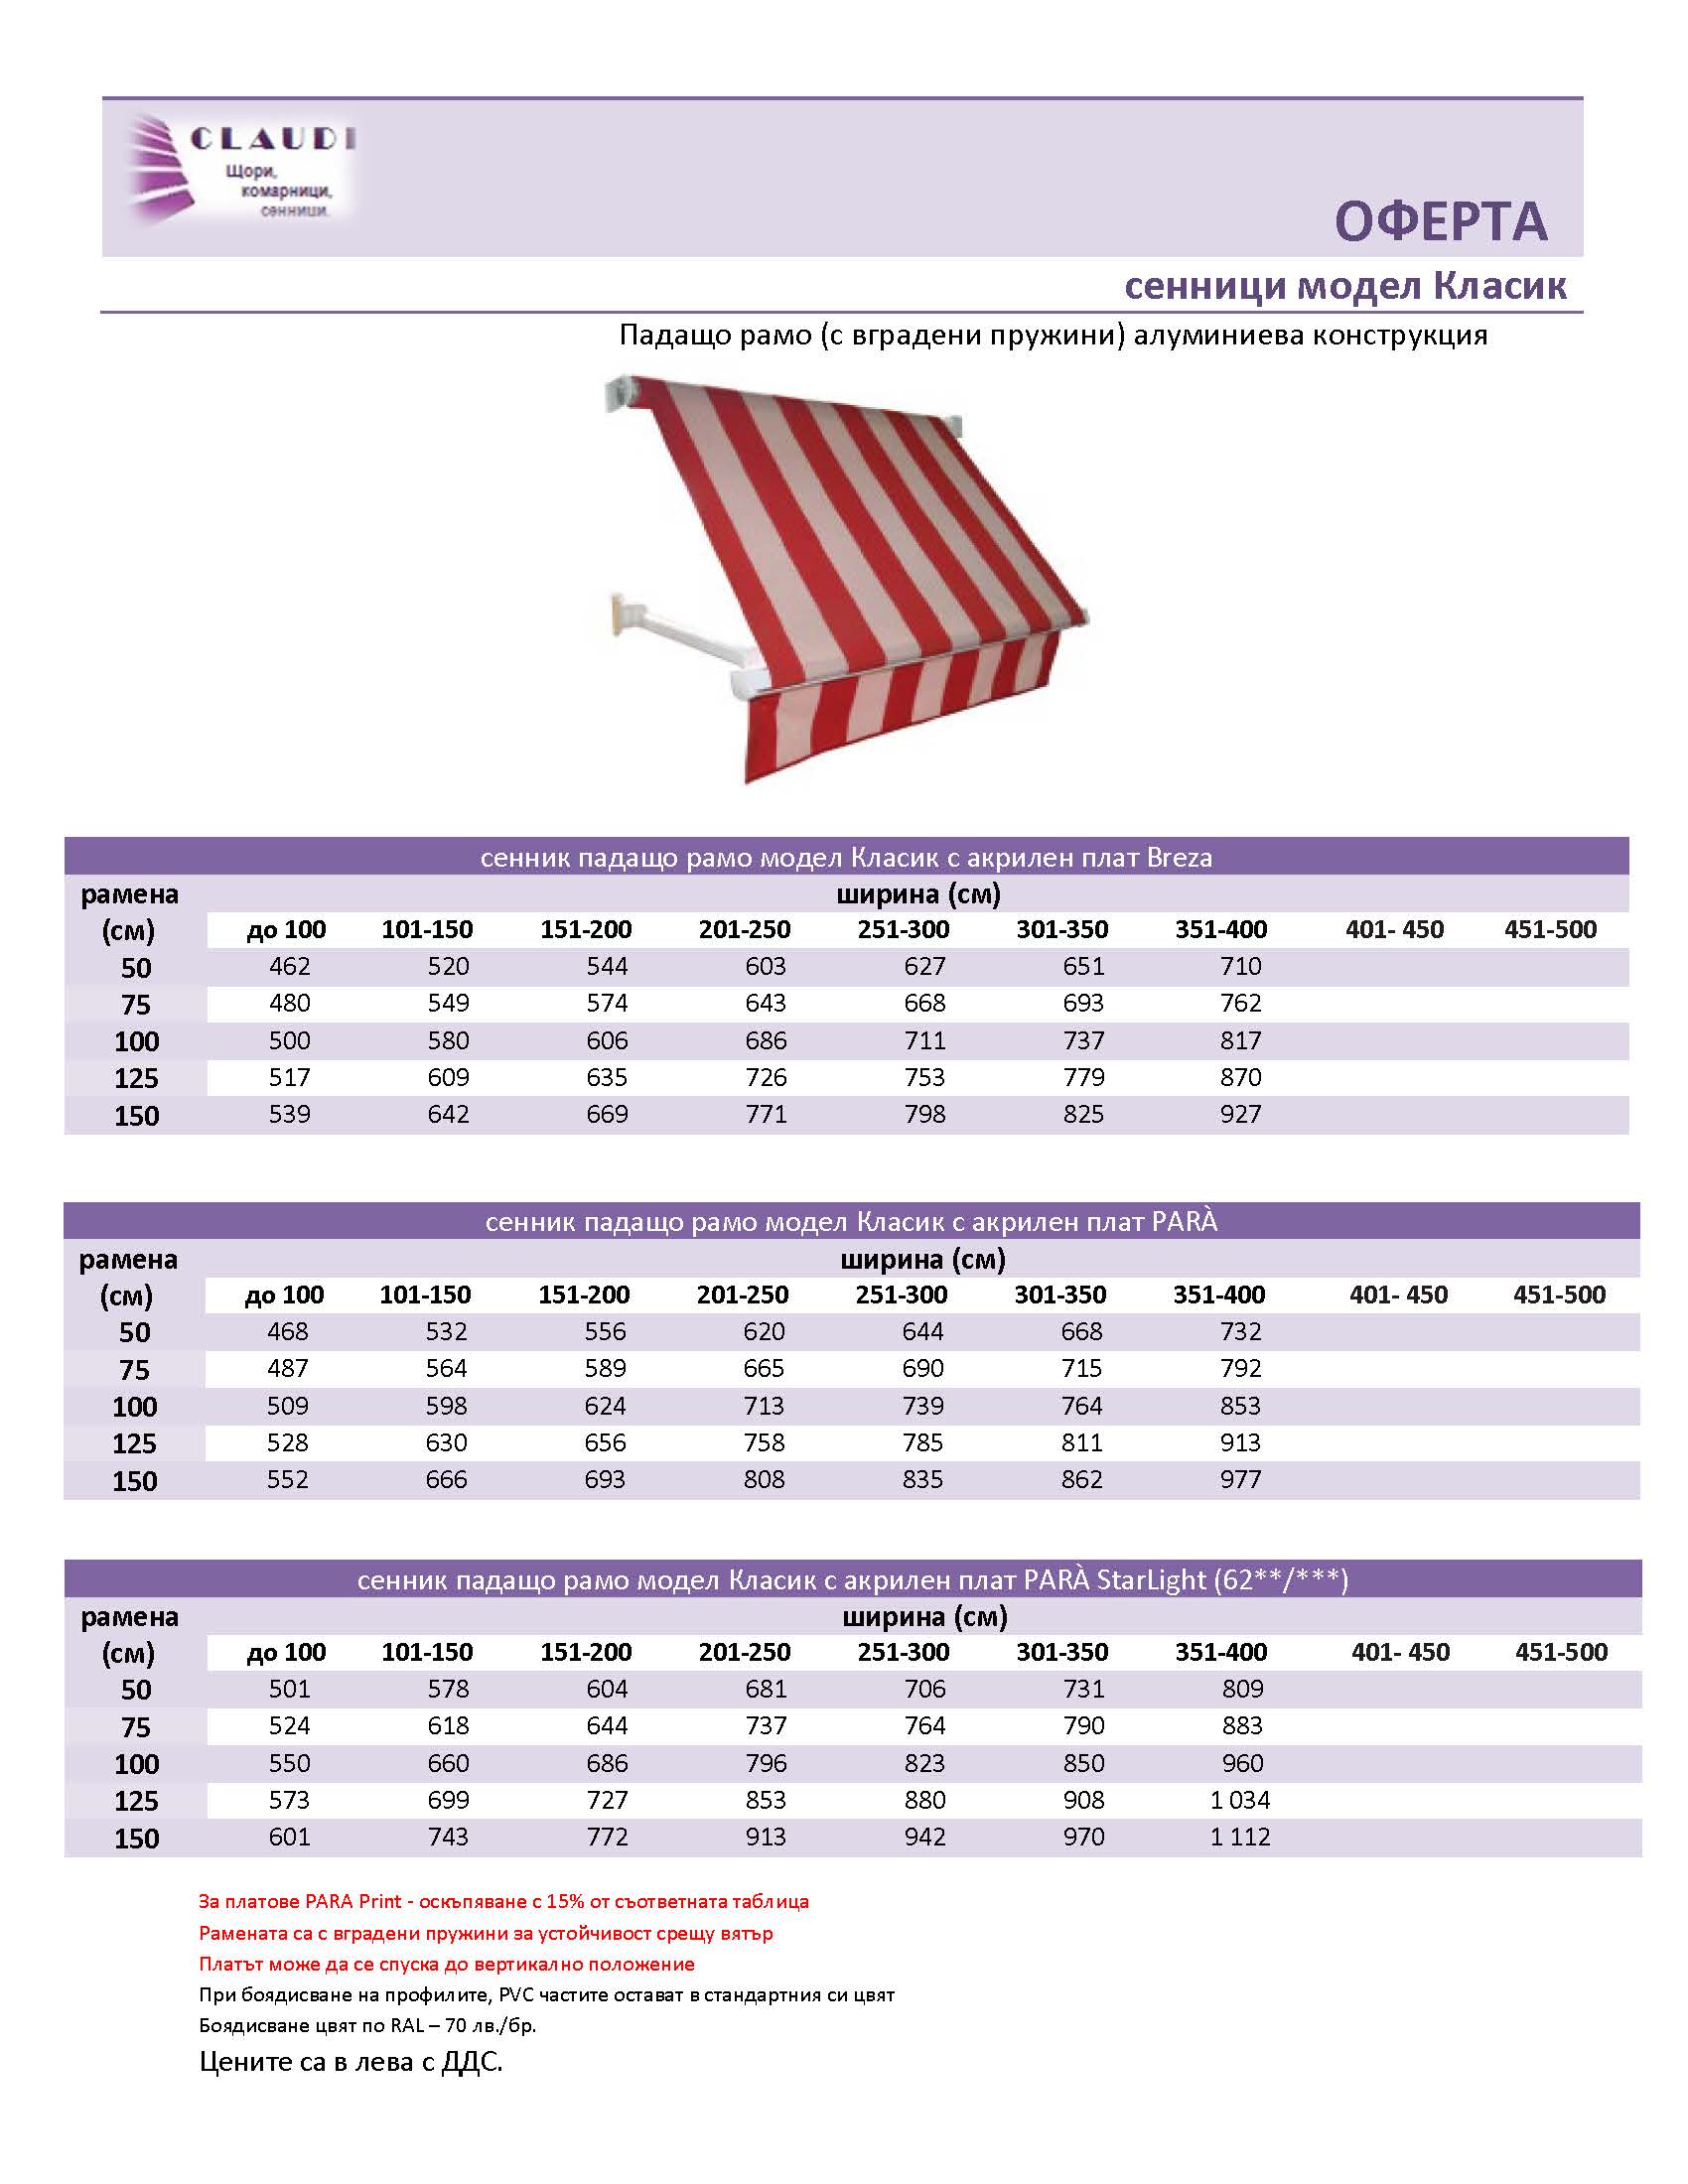 CLAUDI
Щори,
комарници,
сенници.
ОФЕРТА
сенници модел Класик
Падащо рамо (с вградени пружини) алуминиева конструкция
сенник падащо рамо модел Класик с акрилен плат Breza
рамена ширина (см)
(см) до 100 101-150 151-200 201-250 251-300 301-350 351-400 401- 450 451-500
50 462 520 544 603 627 651 710
75 480 549 574 643 668 693 762
100 500 580 606 686 711 737 817
125 517 609 635 726 753 779 870
150 539 642 669 771 798 825 927
сенник падащо рамо модел Класик с акрилен плат PARÀ
рамена ширина (см)
(см) до 100 101-150 151-200 201-250 251-300 301-350 351-400 401- 450 451-500
50 468 532 556 620 644 668 732
75 487 564 589 665 690 715 792
100 509 598 624 713 739 764 853
125 528 630 656 758 785 811 913
150 552 666 693 808 835 862 977
сенник падащо рамо модел Класик с акрилен плат PARÀ StarLight (62**/***)
рамена ширина (см)
(см) до 100 101-150 151-200 201-250 251-300 301-350 351-400 401- 450 451-500
50 501 578 604 681 706 731 809
75 524 618 644 737 764 790 883
100 550 660 686 796 823 850 960
125 573 699 727 853 880 908 1 034
150 601 743 772 913 942 970 1 112
За платове PARA Print - оскъпяване с 15% от съответната таблица
Рамената са с вградени пружини за устойчивост срещу вятър
Платът може да се спуска до вертикално положение
При боядисване на профилите, PVC частите остават в стандартния си цвят
Боядисване цвят по RAL – 70 лв./бр.
Цените са в лева с ДДС.